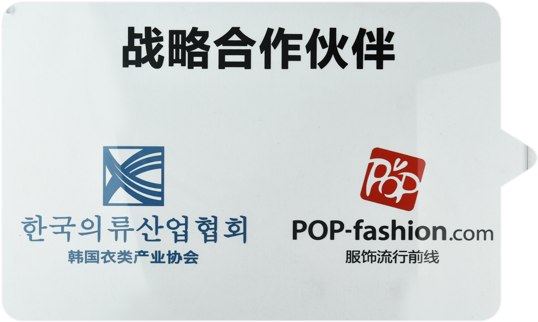 战略合作伙伴
한국의류산업협회
韩国衣类产业协会
POP
POP-fashion.com
服饰流行前线